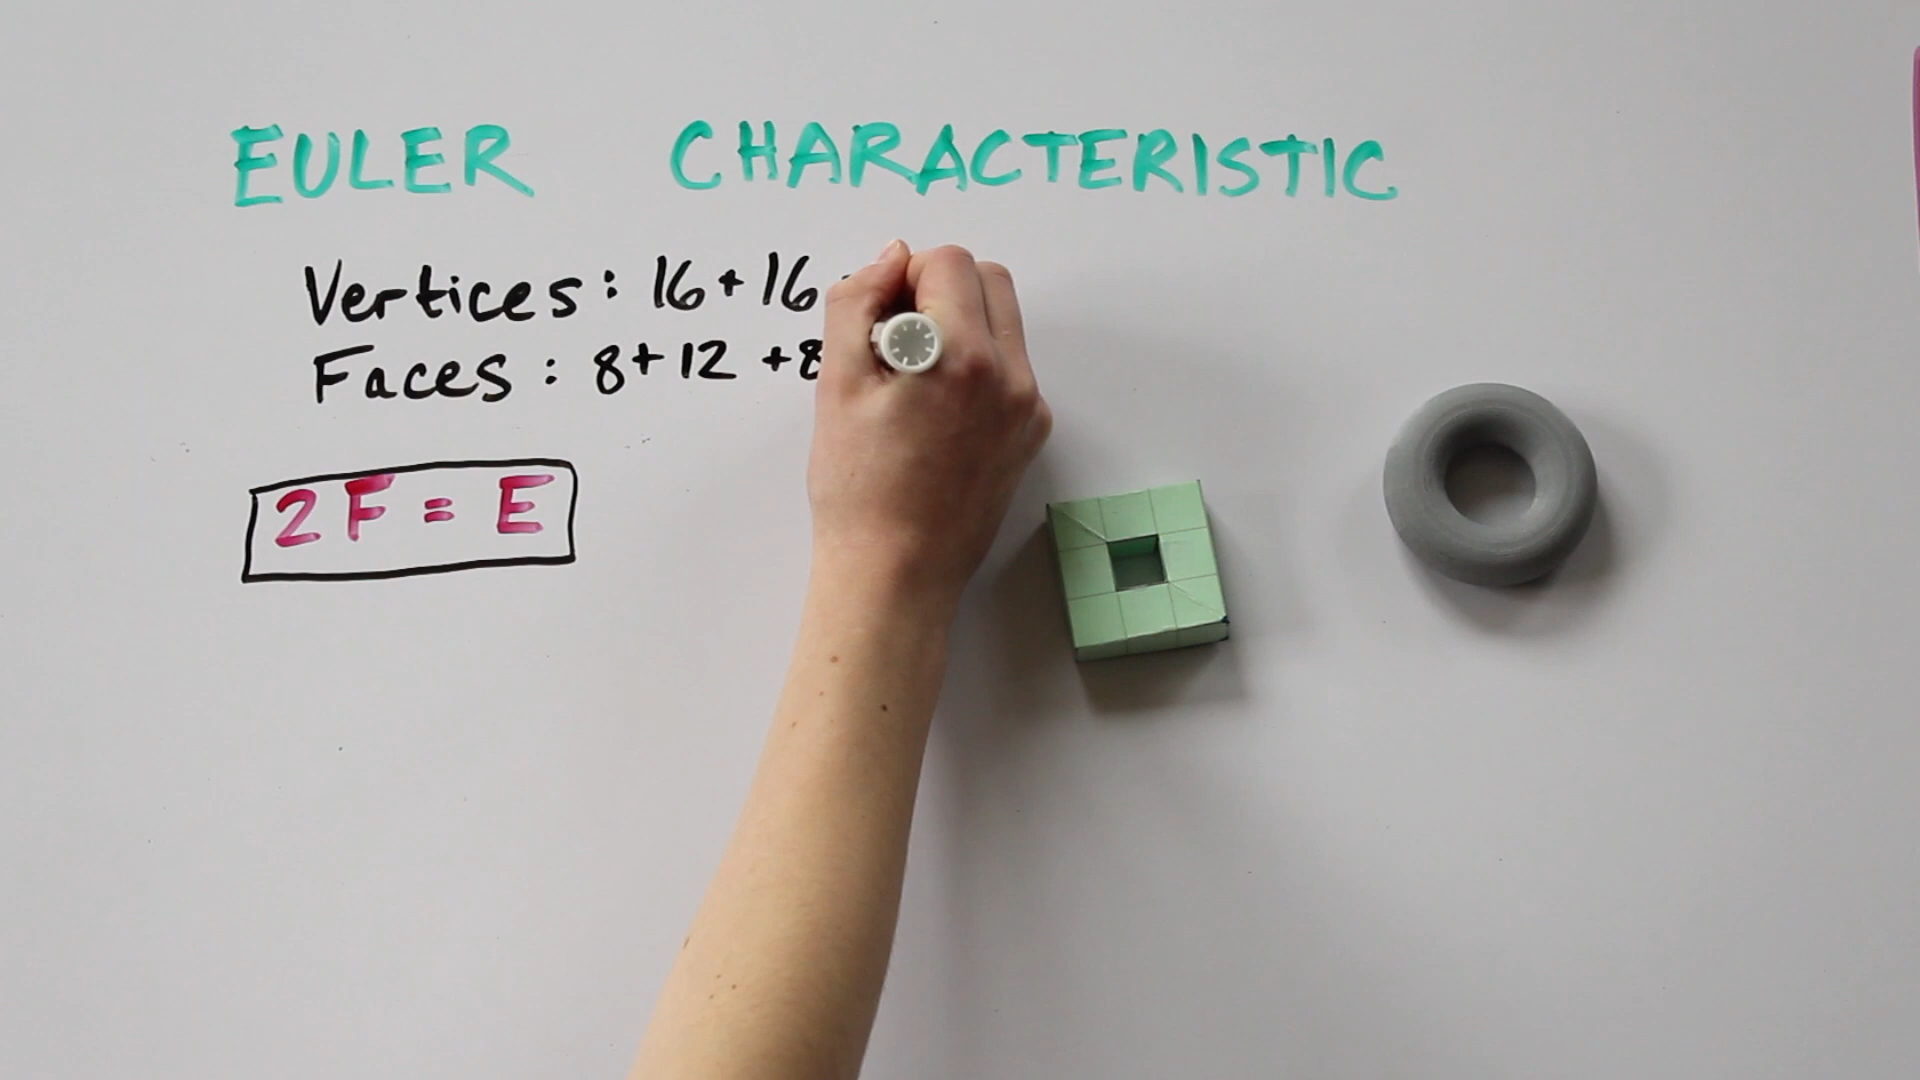 EULER CHARACTERISTIC
Vertices: 16+16
Faces: 8+12 +8
2F = E